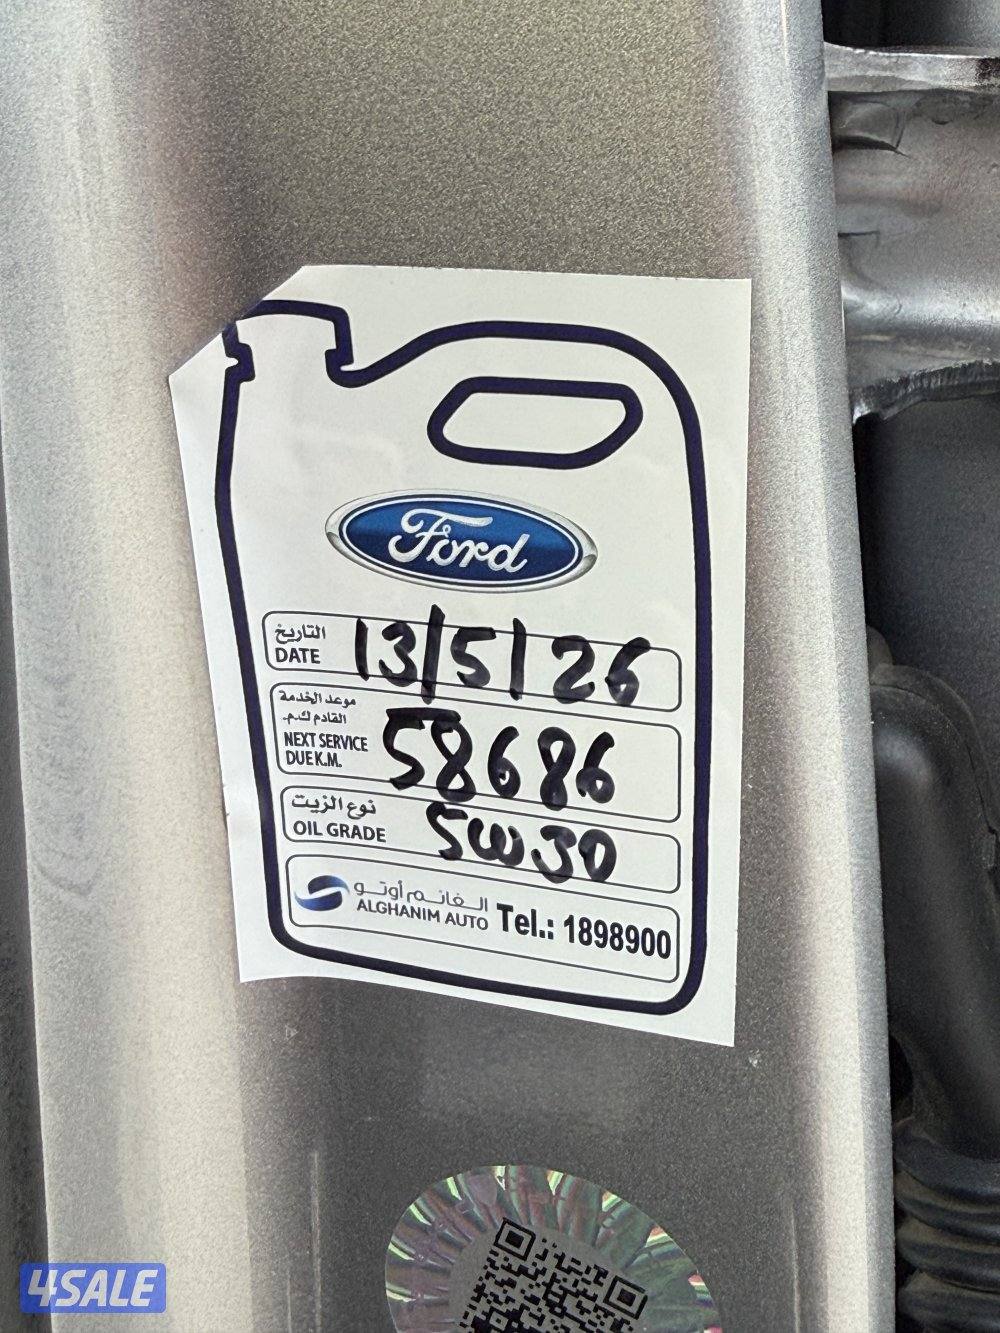 Ford
التاريخ
DATE
13/5/26
موعد الخدمة
القادم ك.م.
NEXT SERVICE
DUE K.M.
58686
نوع الزيت
OIL GRADE
5W30
الغانم أوتو
ALGHANIM AUTO
Tel.: 1898900
4SALE